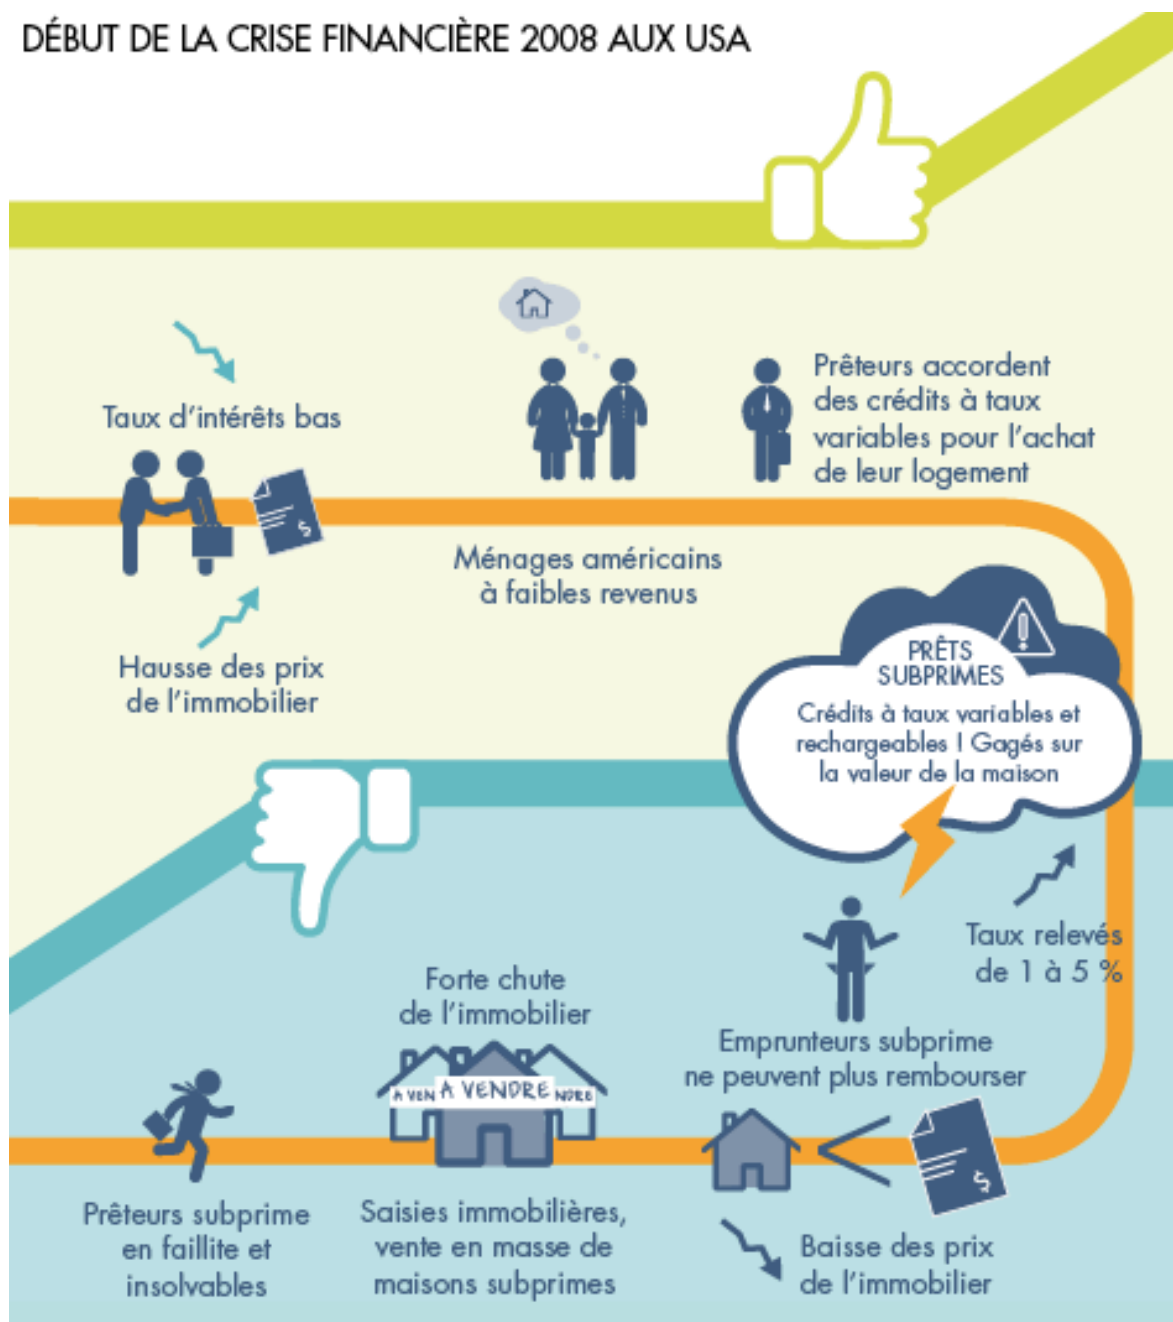 DÉBUT DE LA CRISE FINANCIÈRE 2008 AUX USA
Taux d'intérêts bas
$
Hausse des prix
de l'immobilier
Ménages américains
à faibles revenus
Prêteurs accordent
des crédits à taux
variables pour l'achat
de leur logement
!
PRÊTS
SUBPRIMES
Crédits à taux variables et
rechargeables ! Gagés sur
la valeur de la maison
Taux relevés
de 1 à 5 %
Emprunteurs subprime
ne peuvent plus rembourser
<
$
Baisse des prix
de l'immobilier
Forte chute
de l'immobilier
A VEN
A VENDRE
NDRE
Saisies immobilières,
vente en masse de
maisons subprimes
Prêteurs subprime
en faillite et
insolvables